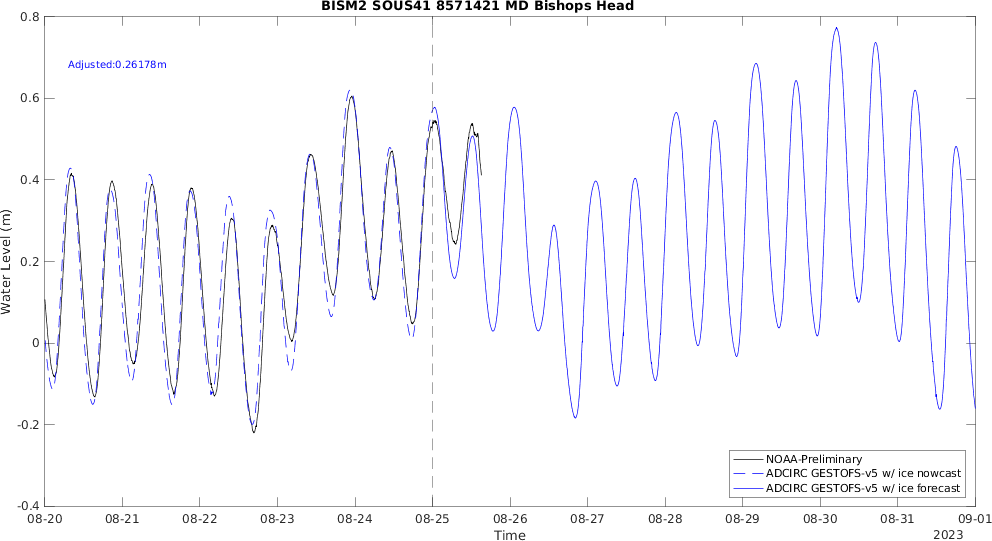 BISM2 SOUS41 8571421 MD Bishops Head
Adjusted:0.26178m
Water Level (m)
0.8
0.6
0.4
0.2
0
-0.2
-0.4
NOAA-Preliminary
ADCIRC GESTOFS-v5 w/ ice nowcast
ADCIRC GESTOFS-v5 w/ ice forecast
08-20 08-21 08-22 08-23 08-24 08-25 08-26 08-27 08-28 08-29 08-30 08-31 09-01
Time
2023